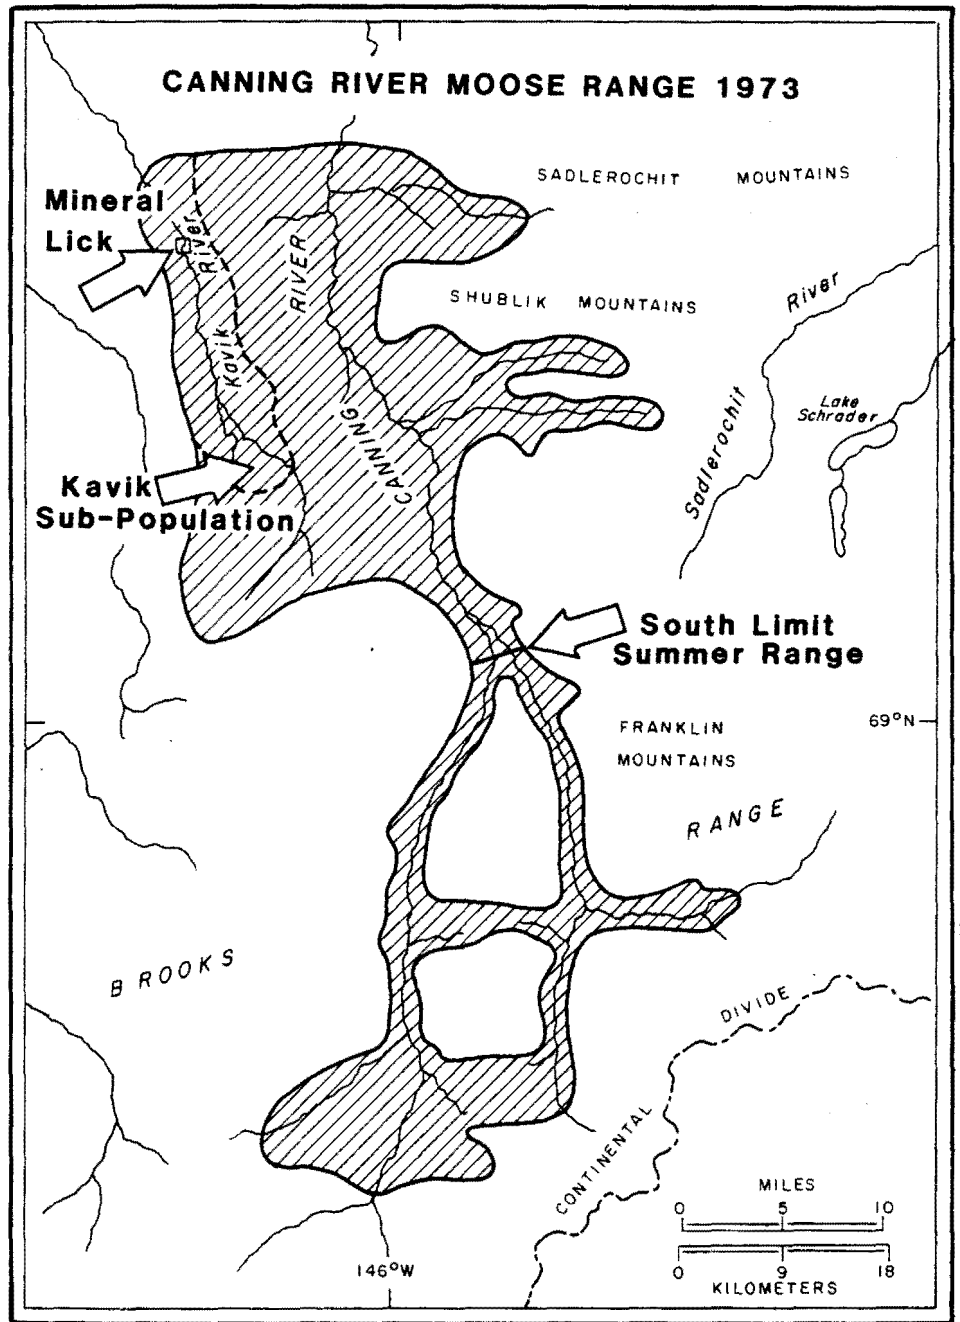 CANNING RIVER MOOSE RANGE 1973
SADLEROCHIT MOUNTAINS
Mineral
Lick
River
RIVER
SHUBLIK MOUNTAINS
River
Kavik
Lake
Schrader
CANNING
Sadlerochit
Kavik
Sub-Population
South Limit
Summer Range
FRANKLIN
MOUNTAINS
69°N
RANGE
BROOKS
DIVIDE
CONTINENTAL
MILES
0 5 10
0 9 18
KILOMETERS
146°W